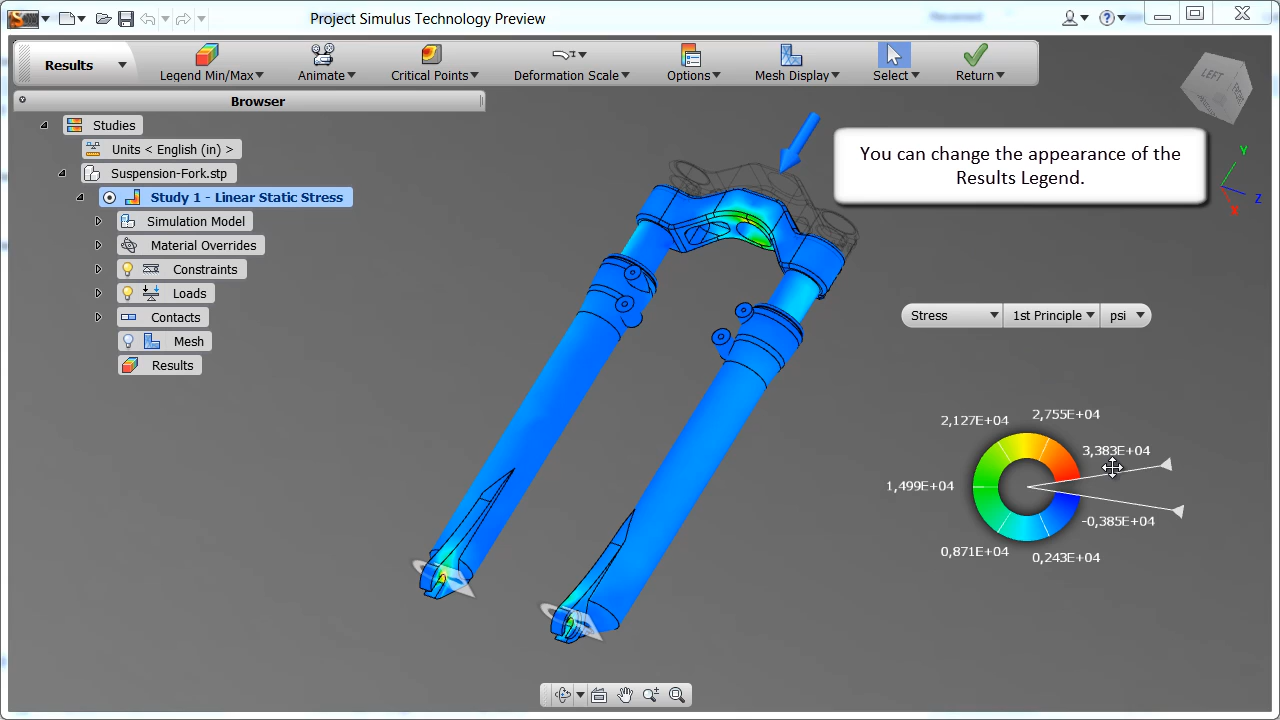 Project Simulus Technology Preview
Results
Legend Min/Max
Animate
Critical Points
Deformation Scale
Options
Mesh Display
Select
Return
Browser
LEFT
FRONT
Studies
Units < English (in) >
Suspension-Fork.stp
Study 1 - Linear Static Stress
Simulation Model
Material Overrides
Constraints
Loads
Contacts
Mesh
Results
You can change the appearance of the
Results Legend.
Y
Z
X
Stress
1st Principle
psi
2,127E+04
2,755E+04
3,383E+04
1,499E+04
-0,385E+04
0,871E+04
0,243E+04